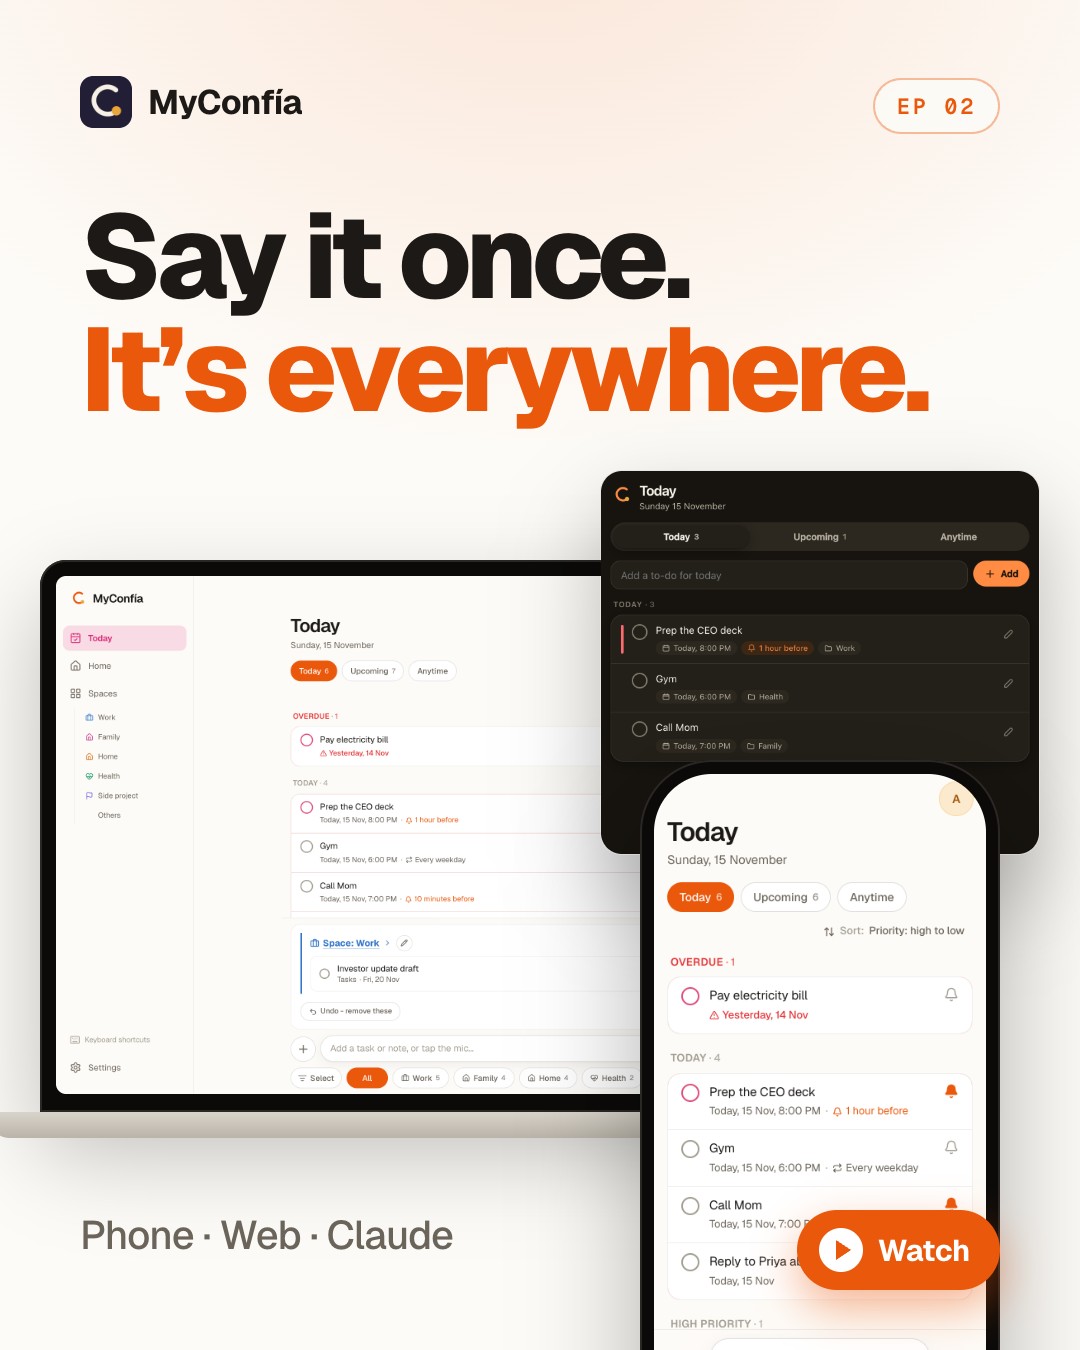 MyConfía
EP 02
Say it once.
It's everywhere.
MyConfía
Today
Home
Spaces
Work
Family
Home
Health
Side project
Others
Keyboard shortcuts
Settings
Today
Sunday, 15 November
Today 6
Upcoming 7
Anytime
OVERDUE · 1
Pay electricity bill
Yesterday, 14 Nov
TODAY · 4
Prep the CEO deck
Today, 15 Nov, 8:00 PM · 1 hour before
Gym
Today, 15 Nov, 6:00 PM · Every weekday
Call Mom
Today, 15 Nov, 7:00 PM · 10 minutes before
Space: Work
Investor update draft
Tasks · Fri, 20 Nov
Undo - remove these
Add a task or note, or tap the mic...
Select
All
Work 5
Family 4
Home 4
Health 2
Today
Sunday 15 November
Today 3
Upcoming 1
Anytime
Add a to-do for today
+ Add
TODAY · 3
Prep the CEO deck
Today, 8:00 PM
1 hour before
Work
Gym
Today, 6:00 PM
Health
Call Mom
Today, 7:00 PM
Family
A
Today
Sunday, 15 November
Today 6
Upcoming 6
Anytime
Sort: Priority: high to low
OVERDUE · 1
Pay electricity bill
Yesterday, 14 Nov
TODAY · 4
Prep the CEO deck
Today, 15 Nov, 8:00 PM · 1 hour before
Gym
Today, 15 Nov, 6:00 PM · Every weekday
Call Mom
Today, 15 Nov, 7:00
Reply to Priya
Today, 15 Nov
HIGH PRIORITY · 1
Watch
Phone · Web · Claude